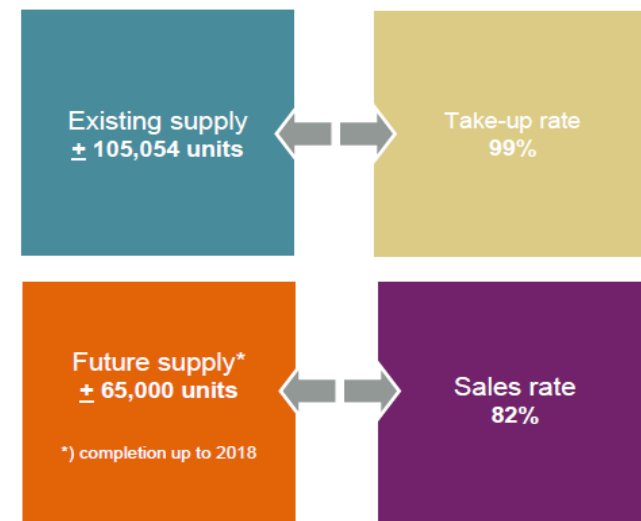 Existing supply
± 105,054 units
Take-up rate
99%
Future supply*
± 65,000 units
*) completion up to 2018
Sales rate
82%